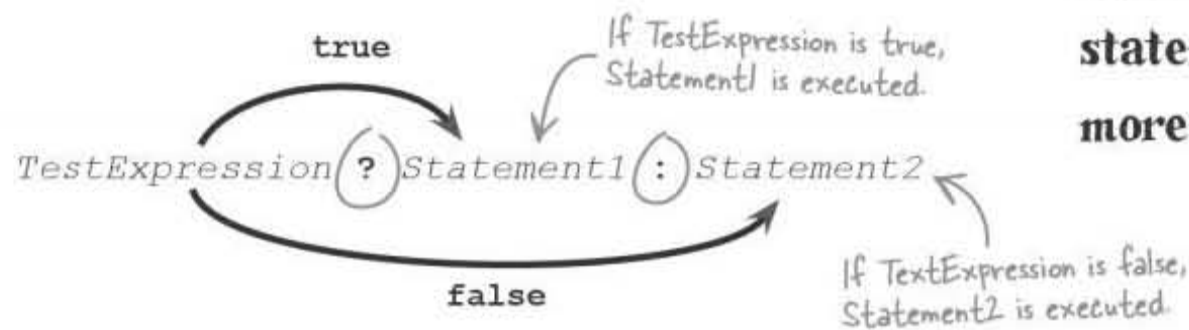 true
If TestExpression is true,
Statement1 is executed.
state
more
TestExpression ? Statement1 : Statement2
false
If TextExpression is false,
Statement2 is executed.